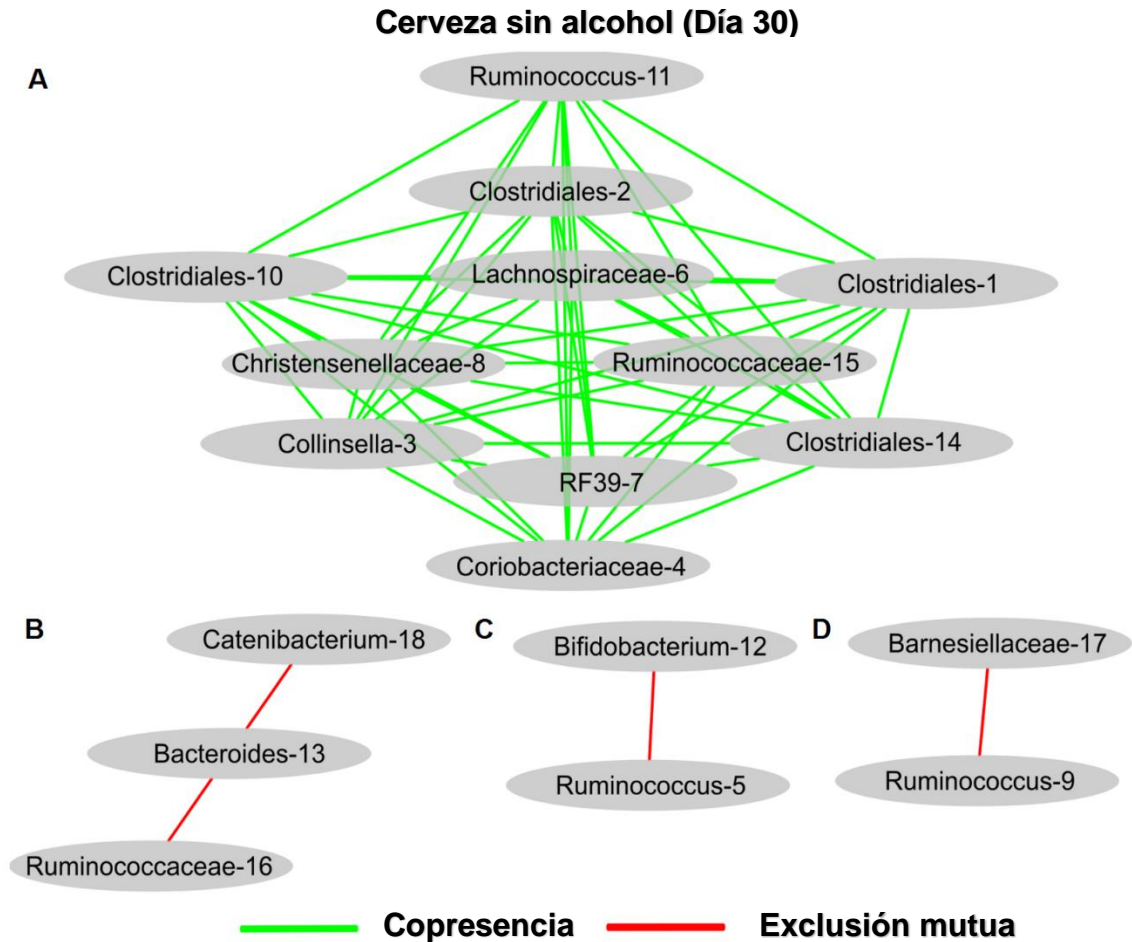 Cerveza sin alcohol (Día 30)
A
Ruminococcus-11
Clostridiales-2
Clostridiales-10
Lachnospiraceae-6
Clostridiales-1
Christensenellaceae-8
Ruminococcaceae-15
Collinsella-3
Clostridiales-14
RF39-7
Coriobacteriaceae-4
B
Catenibacterium-18
Bacteroides-13
Ruminococcaceae-16
C
Bifidobacterium-12
Ruminococcus-5
D
Barnesiellaceae-17
Ruminococcus-9
Copresencia
Exclusión mutua